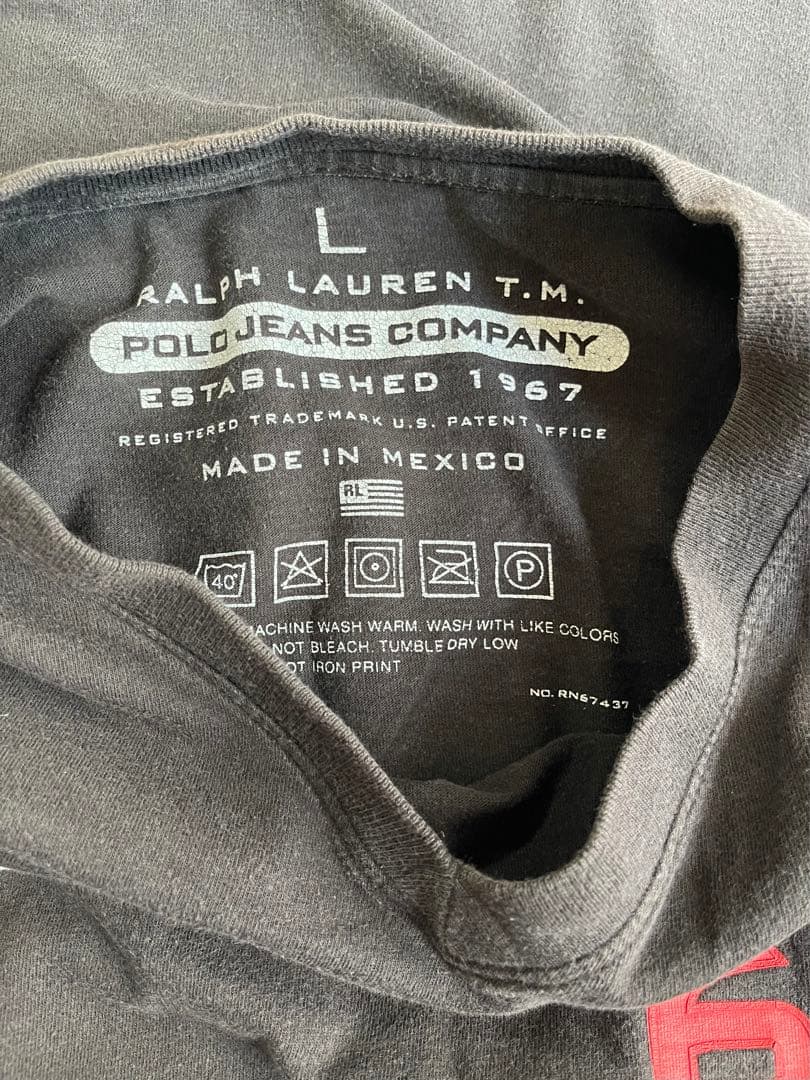 L
RALPH LAUREN T.M.
POLO JEANS COMPANY
ESTABLISHED 1967
REGISTERED TRADEMARK U.S. PATENT OFFICE
MADE IN MEXICO
RL
40° P
MACHINE WASH WARM. WASH WITH LIKE COLORS
NOT BLEACH. TUMBLE DRY LOW
IRON PRINT
NO. RN67437